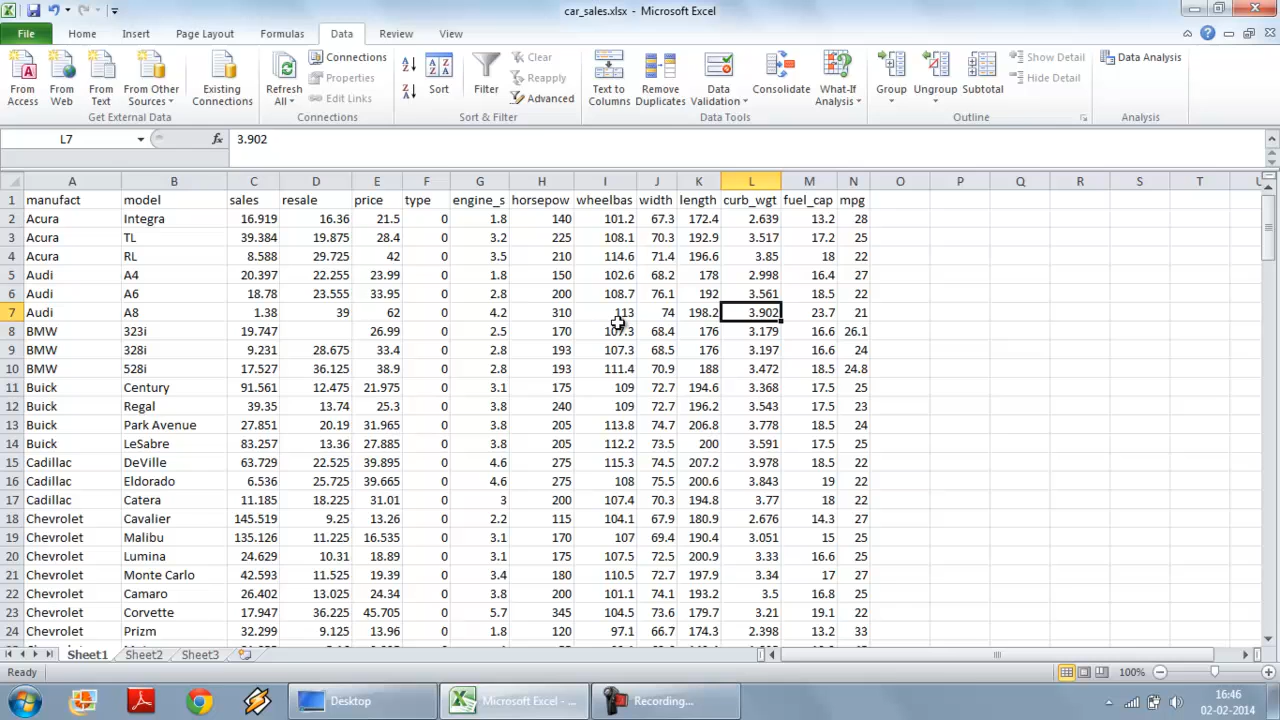 car_sales.xlsx - Microsoft Excel
File Home Insert Page Layout Formulas Data Review View
From Access From Web From Text From Other Sources Existing Connections Connections Properties Edit Links Refresh All Sort Filter Clear Reapply Advanced Text to Columns Remove Duplicates Data Validation Consolidate What-If Analysis Group Ungroup Subtotal Show Detail Hide Detail Data Analysis
Get External Data Connections Sort & Filter Data Tools Outline Analysis
L7 fx 3.902
A B C D E F G H I J K L M N O P Q R S T U
1 manufact model sales resale price type engine_s horsepow wheelbas width length curb_wgt fuel_cap mpg
2 Acura Integra 16.919 16.36 21.5 0 1.8 140 101.2 67.3 172.4 2.639 13.2 28
3 Acura TL 39.384 19.875 28.4 0 3.2 225 108.1 70.3 192.9 3.517 17.2 25
4 Acura RL 8.588 29.725 42 0 3.5 210 114.6 71.4 196.6 3.85 18 22
5 Audi A4 20.397 22.255 23.99 0 1.8 150 102.6 68.2 178 2.998 16.4 27
6 Audi A6 18.78 23.555 33.95 0 2.8 200 108.7 76.1 192 3.561 18.5 22
7 Audi A8 1.38 39 62 0 4.2 310 113 74 198.2 3.902 23.7 21
8 BMW 323i 19.747 26.99 0 2.5 170 107.3 68.4 176 3.179 16.6 26.1
9 BMW 328i 9.231 28.675 33.4 0 2.8 193 107.3 68.5 176 3.197 16.6 24
10 BMW 528i 17.527 36.125 38.9 0 2.8 193 111.4 70.9 188 3.472 18.5 24.8
11 Buick Century 91.561 12.475 21.975 0 3.1 175 109 72.7 194.6 3.368 17.5 25
12 Buick Regal 39.35 13.74 25.3 0 3.8 240 109 72.7 196.2 3.543 17.5 23
13 Buick Park Avenue 27.851 20.19 31.965 0 3.8 205 113.8 74.7 206.8 3.778 18.5 24
14 Buick LeSabre 83.257 13.36 27.885 0 3.8 205 112.2 73.5 200 3.591 17.5 25
15 Cadillac DeVille 63.729 22.525 39.895 0 4.6 275 115.3 74.5 207.2 3.978 18.5 22
16 Cadillac Eldorado 6.536 25.725 39.665 0 4.6 275 108 75.5 200.6 3.843 19 22
17 Cadillac Catera 11.185 18.225 31.01 0 3 200 107.4 70.3 194.8 3.77 18 22
18 Chevrolet Cavalier 145.519 9.25 13.26 0 2.2 115 104.1 67.9 180.9 2.676 14.3 27
19 Chevrolet Malibu 135.126 11.225 16.535 0 3.1 170 107 69.4 190.4 3.051 15 25
20 Chevrolet Lumina 24.629 10.31 18.89 0 3.1 175 107.5 72.5 200.9 3.33 16.6 25
21 Chevrolet Monte Carlo 42.593 11.525 19.39 0 3.4 180 110.5 72.7 197.9 3.34 17 27
22 Chevrolet Camaro 26.402 13.025 24.34 0 3.8 200 101.1 74.1 193.2 3.5 16.8 25
23 Chevrolet Corvette 17.947 36.225 45.705 0 5.7 345 104.5 73.6 179.7 3.21 19.1 22
24 Chevrolet Prizm 32.299 9.125 13.96 0 1.8 120 97.1 66.7 174.3 2.398 13.2 33
Sheet1 Sheet2 Sheet3
Ready 100%
Desktop Microsoft Excel - ... Recording... 16:46
02-02-2014